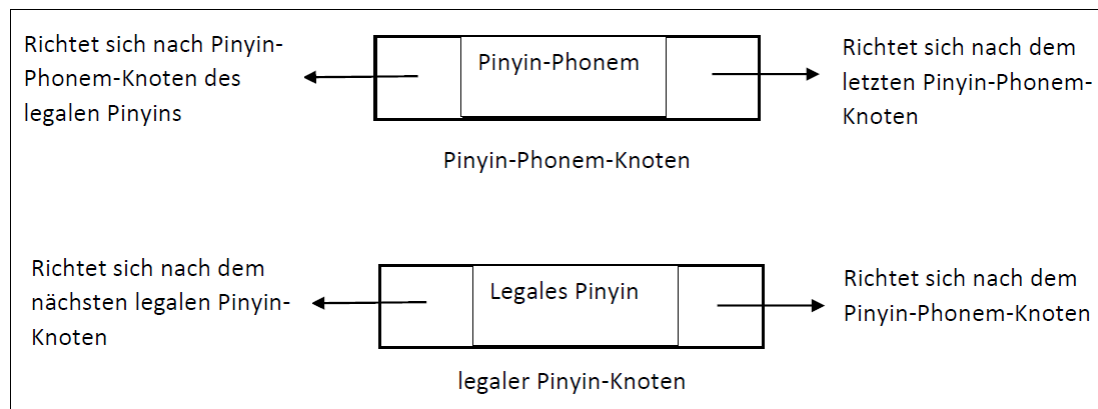 Richtet sich nach Pinyin-
Phonem-Knoten des
legalen Pinyins
Pinyin-Phonem
Richtet sich nach dem
letzten Pinyin-Phonem-
Knoten
Pinyin-Phonem-Knoten
Richtet sich nach dem
nächsten legalen Pinyin-
Knoten
Legales Pinyin
Richtet sich nach dem
Pinyin-Phonem-Knoten
legaler Pinyin-Knoten